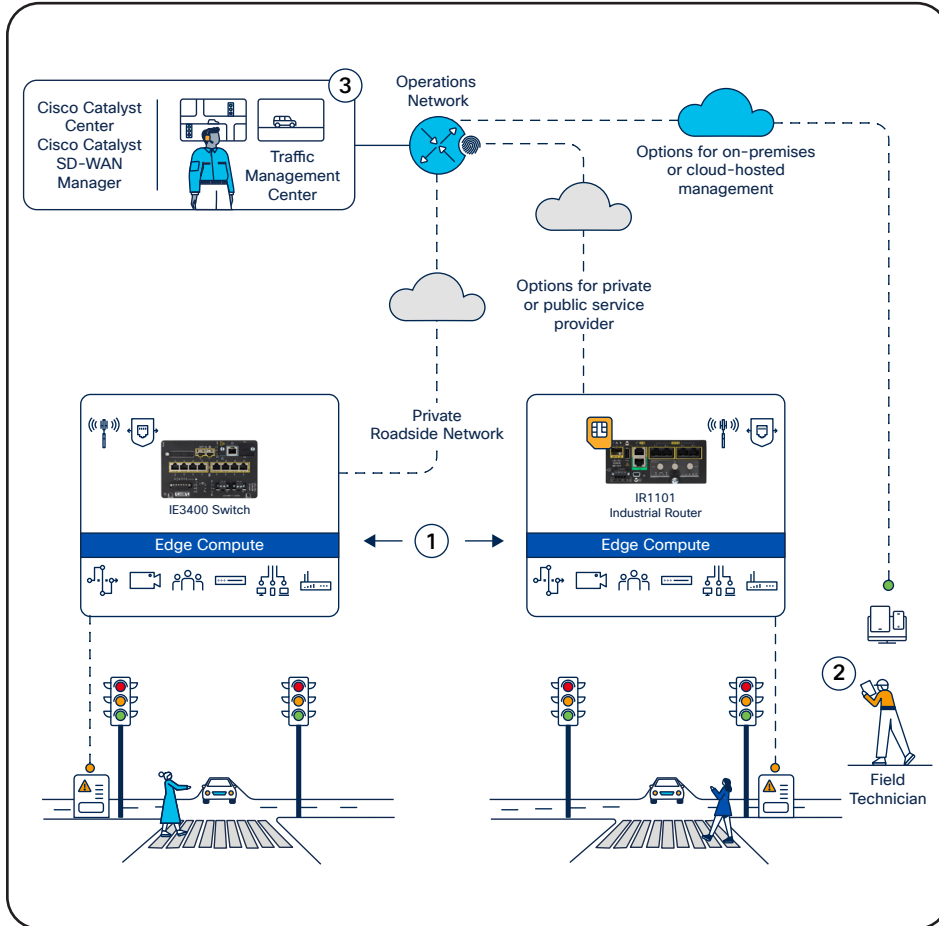 3
Cisco Catalyst
Center
Cisco Catalyst
SD-WAN
Manager
Traffic
Management
Center
Operations
Network
Options for on-premises
or cloud-hosted
management
Options for private
or public service
provider
Private
Roadside Network
IE3400 Switch
Edge Compute
1
IR1101
Industrial Router
Edge Compute
2
Field
Technician